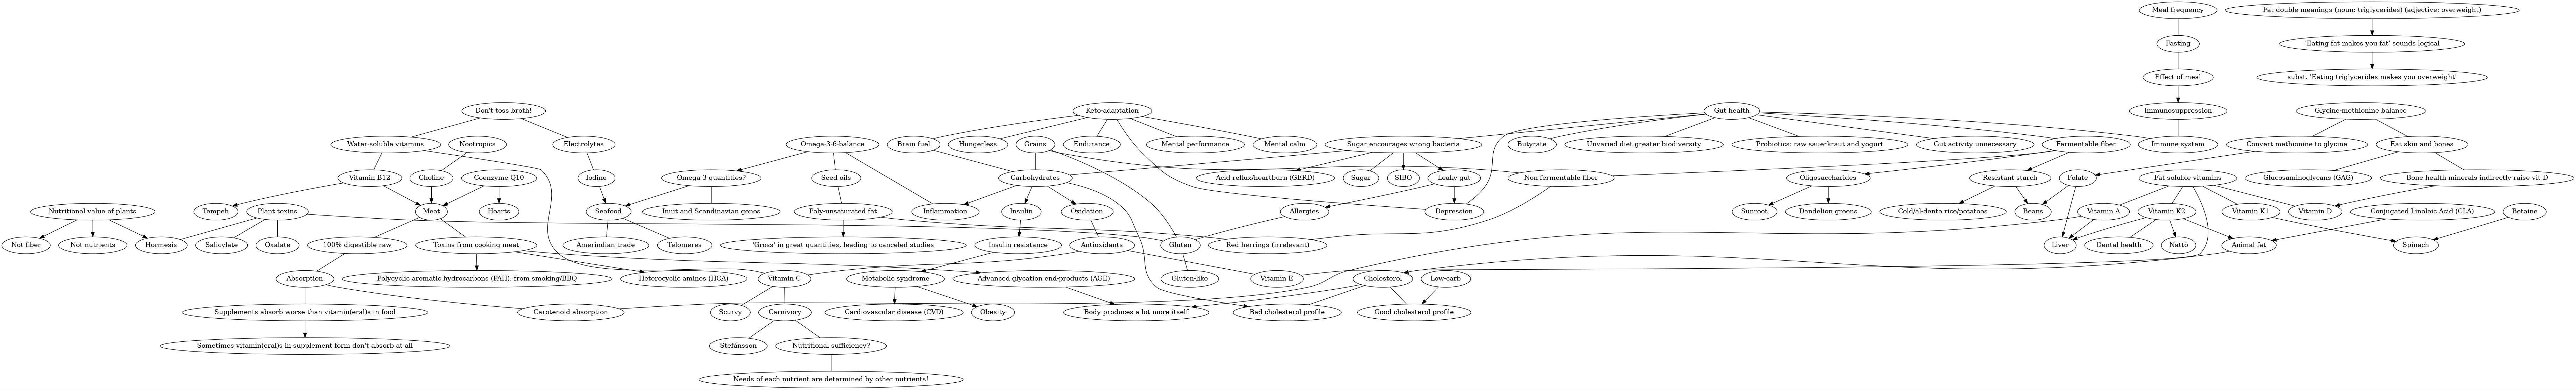 Meal frequency
Fat double meanings (noun: triglycerides) (adjective: overweight)
Fasting
'Eating fat makes you fat' sounds logical
Effect of meal
subst. 'Eating triglycerides makes you overweight'
Don't toss broth!
Keto-adaptation
Gut health
Immunosuppression
Glycine-methionine balance
Water-soluble vitamins
Nootropics
Electrolytes
Omega-3-6-balance
Brain fuel
Hungerless
Grains
Endurance
Mental performance
Mental calm
Sugar encourages wrong bacteria
Butyrate
Unvaried diet greater biodiversity
Probiotics: raw sauerkraut and yogurt
Gut activity unnecessary
Fermentable fiber
Immune system
Convert methionine to glycine
Eat skin and bones
Vitamin B12
Choline
Coenzyme Q10
Iodine
Omega-3 quantities?
Seed oils
Carbohydrates
Acid reflux/heartburn (GERD)
Sugar
SIBO
Leaky gut
Non-fermentable fiber
Oligosaccharides
Resistant starch
Folate
Fat-soluble vitamins
Glucosaminoglycans (GAG)
Bone-health minerals indirectly raise vit D
Nutritional value of plants
Tempeh
Plant toxins
Meat
Hearts
Seafood
Inuit and Scandinavian genes
Poly-unsaturated fat
Inflammation
Insulin
Oxidation
Allergies
Depression
Sunroot
Dandelion greens
Cold/al-dente rice/potatoes
Beans
Vitamin A
Vitamin K2
Vitamin K1
Vitamin D
Conjugated Linoleic Acid (CLA)
Betaine
Not fiber
Not nutrients
Hormesis
Salicylate
Oxalate
100% digestible raw
Toxins from cooking meat
Amerindian trade
Telomeres
'Gross' in great quantities, leading to canceled studies
Insulin resistance
Antioxidants
Gluten
Red herrings (irrelevant)
Liver
Dental health
Nattō
Animal fat
Spinach
Absorption
Polycyclic aromatic hydrocarbons (PAH): from smoking/BBQ
Heterocyclic amines (HCA)
Vitamin C
Metabolic syndrome
Advanced glycation end-products (AGE)
Gluten-like
Vitamin E
Cholesterol
Low-carb
Supplements absorb worse than vitamin(eral)s in food
Carotenoid absorption
Scurvy
Carnivory
Cardiovascular disease (CVD)
Obesity
Body produces a lot more itself
Bad cholesterol profile
Good cholesterol profile
Sometimes vitamin(eral)s in supplement form don't absorb at all
Stefánsson
Nutritional sufficiency?
Needs of each nutrient are determined by other nutrients!